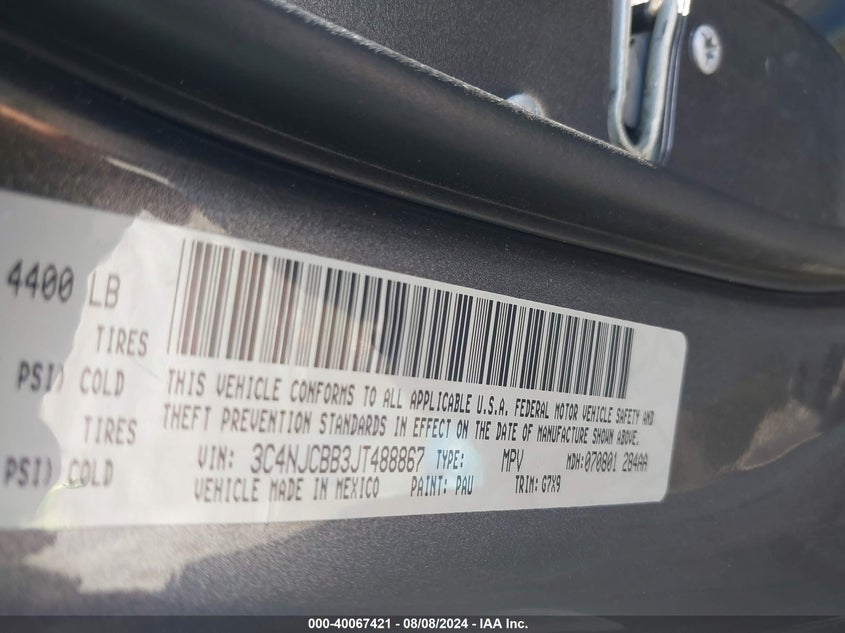 4400 LB
TIRES
PSI) COLD
TIRES
PSI) COLD
THIS VEHICLE CONFORMS TO ALL APPLICABLE U.S.A. FEDERAL MOTOR VEHICLE SAFETY AND
THEFT PREVENTION STANDARDS IN EFFECT ON THE DATE OF MANUFACTURE SHOWN ABOVE.
VIN: 3C4NJCBB3JT488867 TYPE: MPV MDH:070801 284AA
VEHICLE MADE IN MEXICO PAINT: PAU TRIM: G7X9
000-40067421 - 08/08/2024 - IAA Inc.